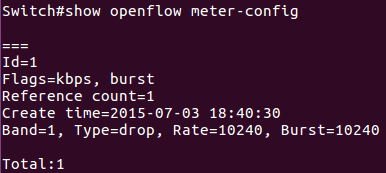 Switch#show openflow meter-config
===
Id=1
Flags=kbps, burst
Reference count=1
Create time=2015-07-03 18:40:30
Band=1, Type=drop, Rate=10240, Burst=10240
Total:1